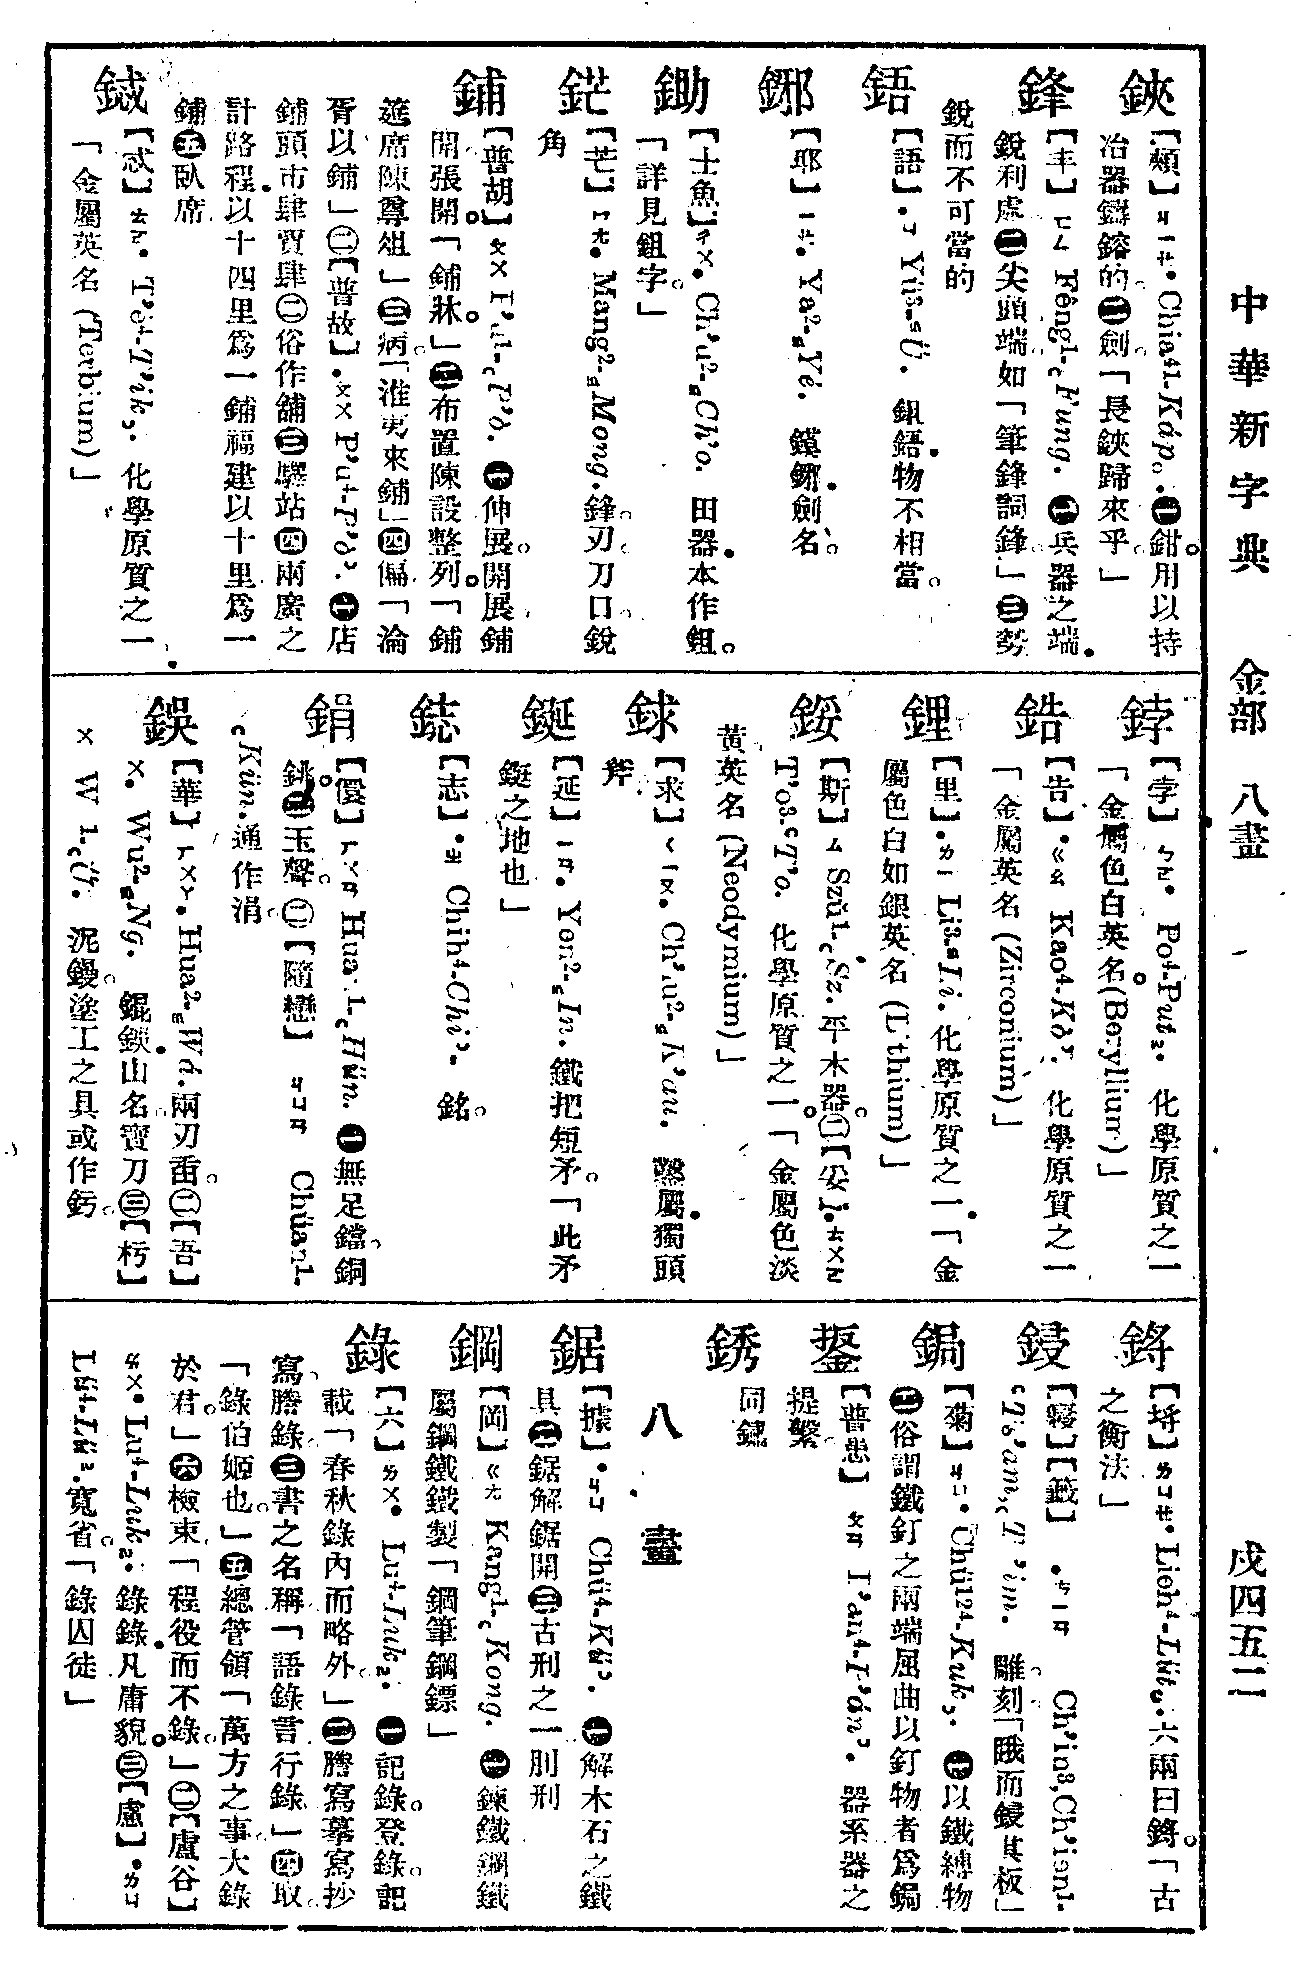 中華新字典 金部 八畫 戌四五二
鋏
【頰】ㄐㄧㄝ. Chia⁴¹-Káp。.㊀鉗用以持
冶器鑄鎔的㊁劍「長鋏歸來乎」
鋒
【丰】ㄈㄥ Fêng¹-Fung. ㊀兵器之端
銳利處㊁尖頭端如「筆鋒詞鋒」㊂勢
銳而不可當的
鋙
【語】.ㄩ Yü³-Ü. 鉏鋙物不相當
鎁
【耶】ㄧㄝ. Ya²-Yé. 鏌鎁劍名
鋤
【士魚】ㄔㄨ. Ch'u²-Ch'o. 田器本作鉏
「詳見鉏字」
鋩
【芒】ㄇㄤ. Mang²-Mong.鋒刃刀口銳
角
鋪
【普胡】ㄆㄨ P'u¹-P'ò. ㊀伸展開展鋪
開張開「鋪牀」㊁布置陳設整列「鋪
筵席陳尊俎」㊂病「淮夷來鋪」㊃徧「淪
胥以鋪」㊁【普故】.ㄆㄨ P'u⁴-P'ò. ㊀店
鋪頭市肆賈肆㊁俗作舖㊂驛站㊃兩廣之
計路程以十四里爲一鋪福建以十里爲一
鋪㊄臥席
鋱
【忒】ㄊㄜ. T'ö⁴-T'ik. 化學原質之一
「金屬英名 (Terbium)」
鋍
【孛】ㄅㄛ. Po⁴-Put. 化學原質之一
「金屬色白英名 (Beryllium)」
鋯
【告】.ㄍㄠ Kao⁴-Kò. 化學原質之一
「金屬英名 (Zirconium)」
鋰
【里】.ㄌㄧ Li³-Li. 化學原質之一「金
屬色白如銀英名 (Lithium)」
鋖
【斯】ㄙ Szŭ¹-Sz. 平木器㊁【妥】.ㄊㄨㄛ
T'o³-T'o. 化學原質之一「金屬色淡
黃英名 (Neodymium)」
銶
【求】ㄑㄧㄡ. Ch'iu²-K'au. 鑿屬獨頭
斧
鋋
【延】ㄧㄢ. Yen²-In. 鐵把短矛「此矛
鋋之地也」
鋕
【志】.ㄓ Chih⁴-Chi. 銘
鋗
【儇】ㄏㄨㄢ Hua 1-Hün. ㊀無足鐺銅
銚㊁玉聲㊁【隨戀】 ㄐㄩㄢ Chüan¹-
Kün.通作涓
鋘
【華】ㄏㄨㄚ. Hua²-Wá.兩刃臿㊁【吾】
ㄨ. Wu²-Ng. 錕鋘山名寶刀㊂【杇】
ㄨ W 1-Ú. 泥鏝塗工之具或作釫
鋝
【埒】ㄌㄩㄝ. Lieh⁴-Lüt.六兩曰鋝「古
之衡法」
鋟
【寢】【籤】 .ㄑㄧㄢ Ch'in³,Ch'ien¹-
Ts'am, T'im. 雕刻「睋而鋟其板」
鋦
【菊】ㄐㄩ. Chü¹²⁴-Kuk. ㊀以鐵縛物
㊁俗謂鐵釘之兩端屈曲以釘物者爲鋦
鋬
【普患】 ㄆㄢ P'an⁴-P'án. 器系器之
提繫
銹
同鏽
八畫
鋸
【據】.ㄐㄩ Chü⁴-Kü. ㊀解木石之鐵
具㊁鋸解鋸開㊂古刑之一刖刑
鋼
【岡】ㄍㄤ Kang¹-Kong. ㊀鍊鐵鋼鐵
屬鋼鐵鐵製「鋼筆鋼鏢」
錄
【六】ㄌㄨ. Lu⁴-Luk. ㊀記錄登錄記
載「春秋錄內而略外」㊁謄寫摹寫抄
寫謄錄㊂書之名稱「語錄言行錄」㊃取
「錄伯姬也」㊄總管領「萬方之事大錄
於君」㊅檢束「程役而不錄」㊁【盧谷】
ㄌㄨ. Lu⁴-Luk. 錄錄凡庸貌㊂【慮】.ㄌㄩ
Lü⁴-Lü.寬省「錄囚徒」